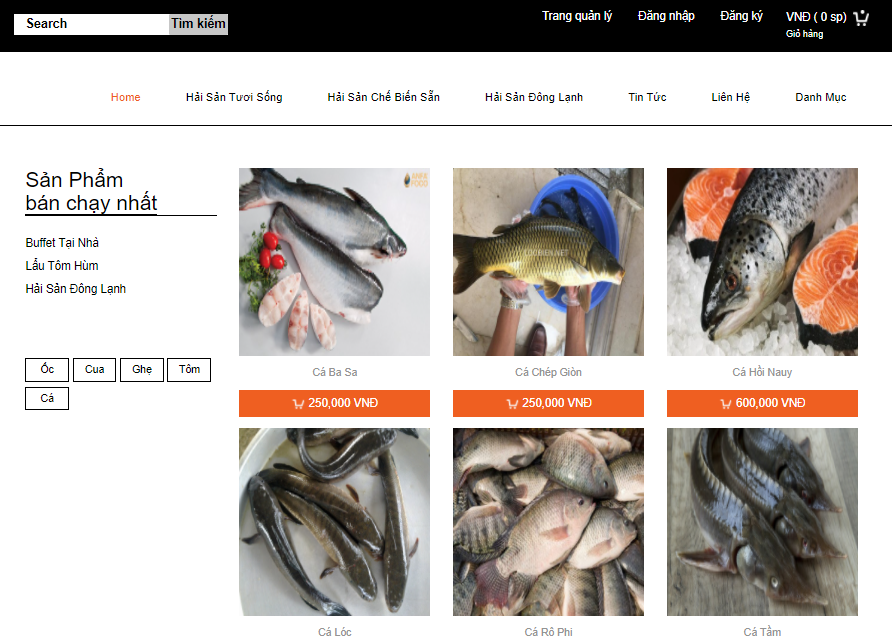 Search
Tìm kiếm
Trang quản lý
Đăng nhập
Đăng ký
VNĐ ( 0 sp)
Giỏ hàng
Home
Hải Sản Tươi Sống
Hải Sản Chế Biến Sẵn
Hải Sản Đông Lạnh
Tin Tức
Liên Hệ
Danh Mục
Sản Phẩm
bán chạy nhất
Buffet Tại Nhà
Lẩu Tôm Hùm
Hải Sản Đông Lạnh
Ốc
Cua
Ghẹ
Tôm
Cá
Cá Ba Sa
Cá Chép Giòn
Cá Hồi Nauy
250,000 VNĐ
250,000 VNĐ
600,000 VNĐ
Cá Lóc
Cá Rô Phi
Cá Tầm